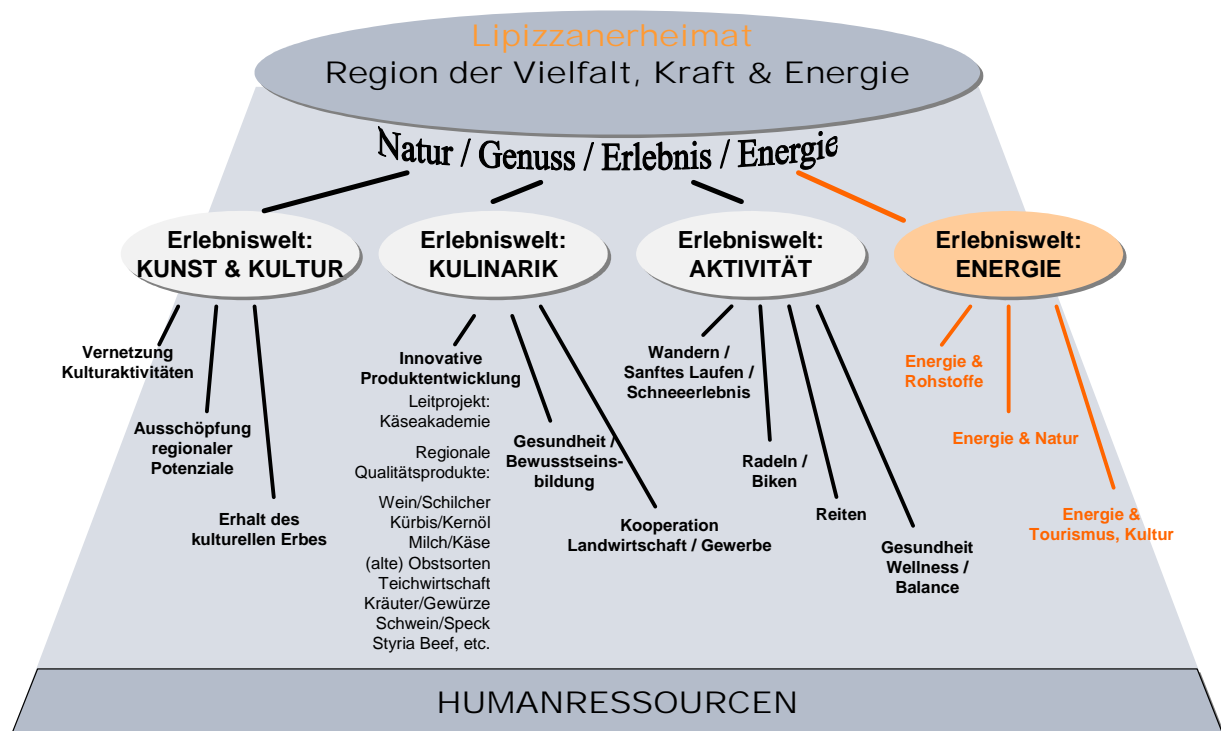 Lipizzanerheimat
Region der Vielfalt, Kraft & Energie
Natur / Genuss / Erlebnis / Energie
Erlebniswelt:
KUNST & KULTUR
Erlebniswelt:
KULINARIK
Erlebniswelt:
AKTIVITÄT
Erlebniswelt:
ENERGIE
Vernetzung
Kulturaktivitäten
Ausschöpfung
regionaler
Potenziale
Erhalt des
kulturellen Erbes
Innovative
Produktentwicklung
Leitprojekt:
Käseakademie
Regionale
Qualitätsprodukte:
Wein/Schilcher
Kürbis/Kernöl
Milch/Käse
(alte) Obstsorten
Teichwirtschaft
Kräuter/Gewürze
Schwein/Speck
Styria Beef, etc.
Gesundheit /
Bewusstseins-
bildung
Kooperation
Landwirtschaft / Gewerbe
Wandern /
Sanftes Laufen /
Schneeerlebnis
Radeln /
Biken
Reiten
Gesundheit
Wellness /
Balance
Energie &
Rohstoffe
Energie & Natur
Energie &
Tourismus, Kultur
HUMANRESSOURCEN